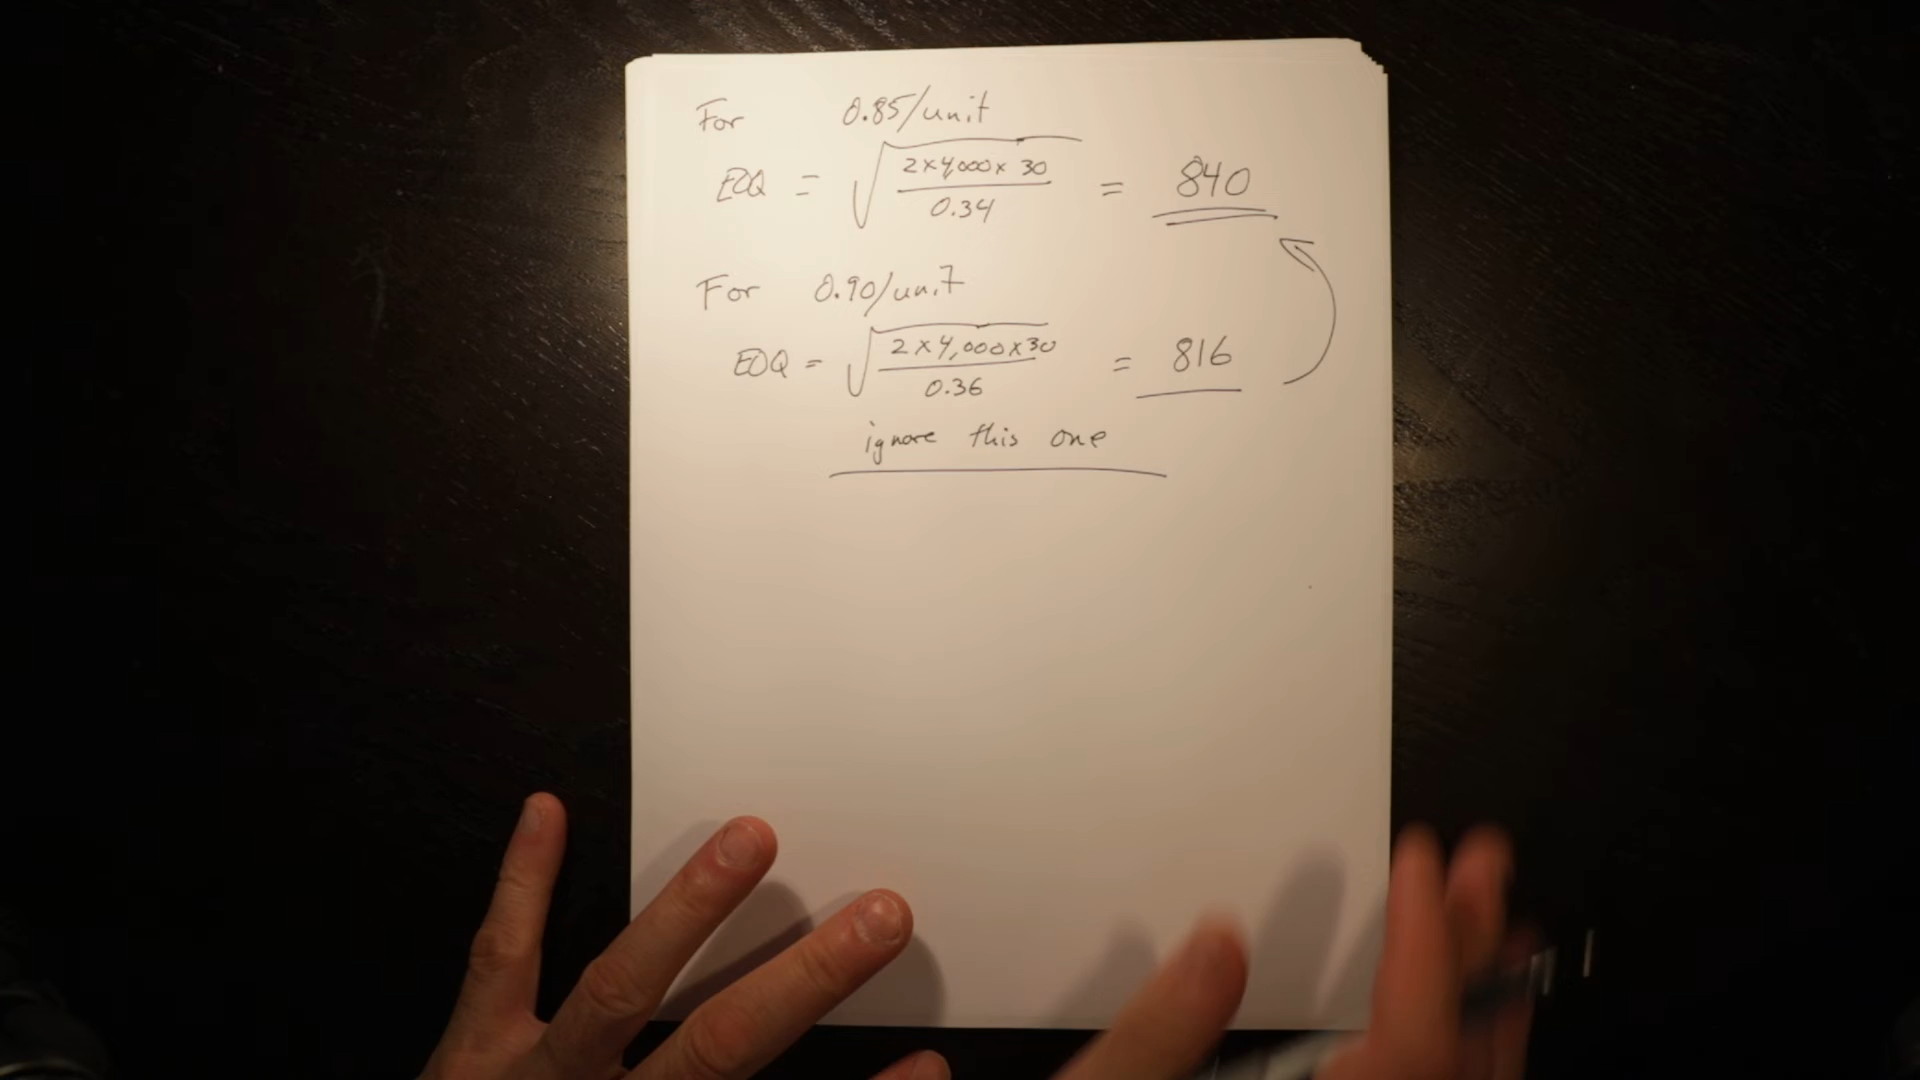 For 0.85/unit
EOQ = √ 2×4,000×30 / 0.34 = 840
For 0.90/unit
EOQ = √ 2×4,000×30 / 0.36 = 816
ignore this one